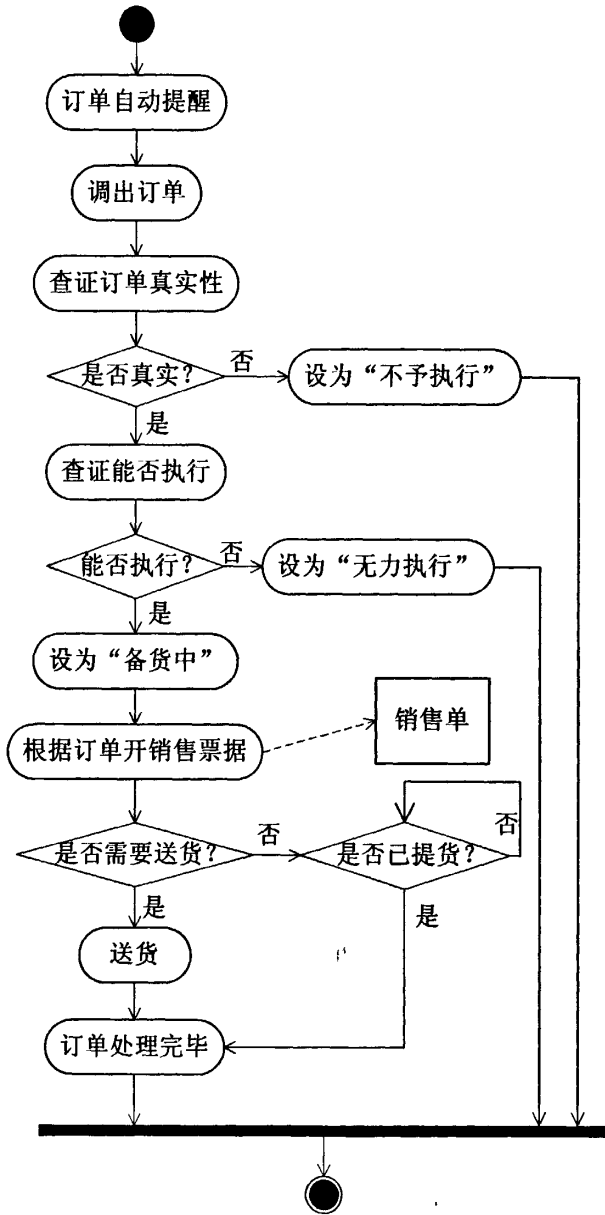 订单自动提醒
调出订单
查证订单真实性
是否真实？
否
设为“不予执行”
是
查证能否执行
能否执行？
否
设为“无力执行”
是
设为“备货中”
销售单
根据订单开销售票据
否
是否需要送货？
否
是否已提货？
是
是
送货
订单处理完毕